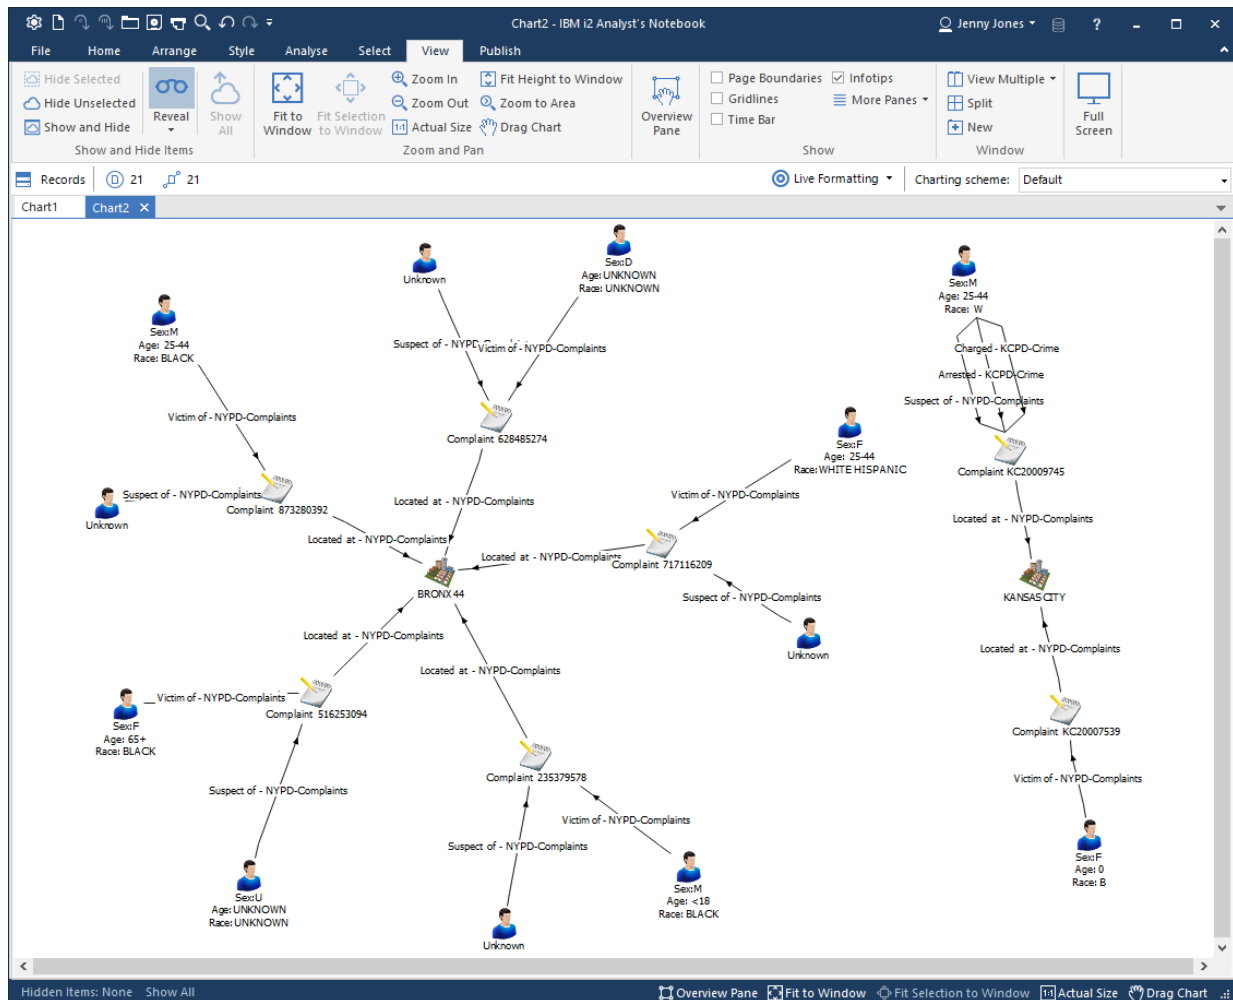 Chart2 - IBM i2 Analyst's Notebook
Jenny Jones
?
File Home Arrange Style Analyse Select View Publish
Hide Selected
Hide Unselected
Show and Hide
Reveal
Show All
Show and Hide Items
Fit to Window
Fit Selection to Window
Zoom In
Zoom Out
1:1 Actual Size
Fit Height to Window
Zoom to Area
Drag Chart
Zoom and Pan
Overview Pane
Page Boundaries
Gridlines
Time Bar
Infotips
More Panes
Show
View Multiple
Split
New
Window
Full Screen
Records 21 21
Live Formatting
Charting scheme: Default
Chart1 Chart2
Unknown
Sex:D
Age: UNKNOWN
Race: UNKNOWN
Sex:M
Age: 25-44
Race: W
Sex:M
Age: 25-44
Race: BLACK
Suspect of - NYPD-Complaints
Victim of - NYPD-Complaints
Charged - KCPD-Crime
Arrested - KCPD-Crime
Suspect of - NYPD-Complaints
Victim of - NYPD-Complaints
Complaint 628485274
Sex:F
Age: 25-44
Race: WHITE HISPANIC
Complaint KC20009745
Suspect of - NYPD-Complaints
Unknown
Complaint 873280392
Located at - NYPD-Complaints
Victim of - NYPD-Complaints
Located at - NYPD-Complaints
Located at - NYPD-Complaints
Located at - NYPD-Complaints
Complaint 717116209
BRONX 44
KANSAS CITY
Suspect of - NYPD-Complaints
Unknown
Located at - NYPD-Complaints
Located at - NYPD-Complaints
Located at - NYPD-Complaints
Victim of - NYPD-Complaints
Complaint 516253094
Sex:F
Age: 65+
Race: BLACK
Complaint KC20007539
Complaint 235379578
Victim of - NYPD-Complaints
Suspect of - NYPD-Complaints
Victim of - NYPD-Complaints
Suspect of - NYPD-Complaints
Sex:F
Age: 0
Race: B
Sex:M
Age: <18
Race: BLACK
Sex:U
Age: UNKNOWN
Race: UNKNOWN
Unknown
Hidden Items: None Show All
Overview Pane Fit to Window Fit Selection to Window 1:1 Actual Size Drag Chart